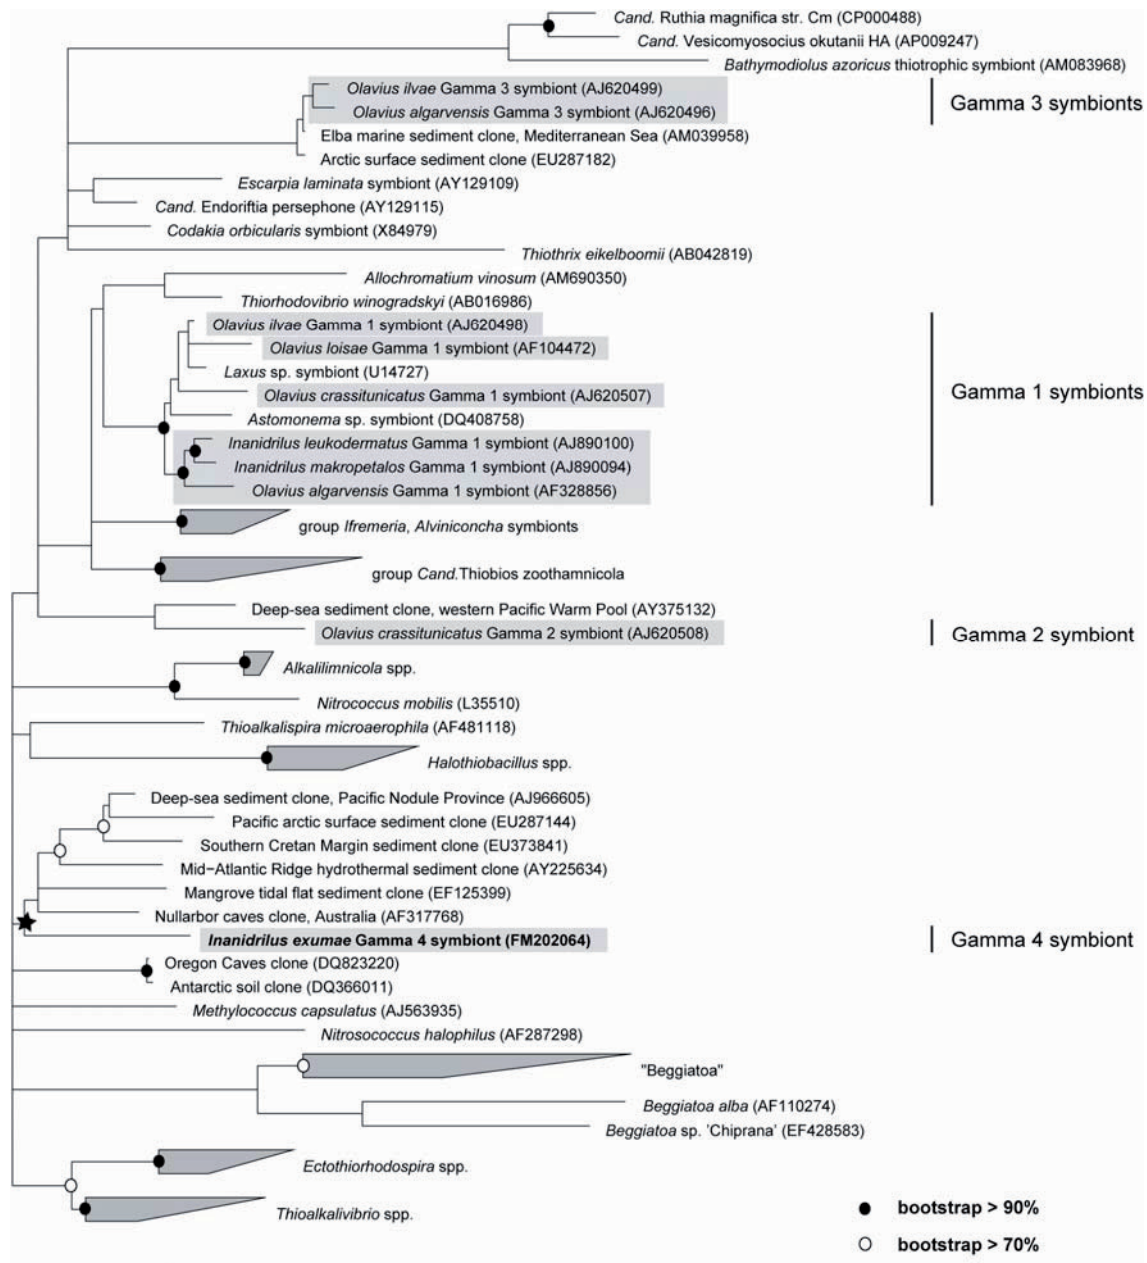 Cand. Ruthia magnifica str. Cm (CP000488)
Cand. Vesicomyosocius okutanii HA (AP009247)
Bathymodiolus azoricus thiotrophic symbiont (AM083968)
Olavius ilvae Gamma 3 symbiont (AJ620499)
Olavius algarvensis Gamma 3 symbiont (AJ620496)
Gamma 3 symbionts
Elba marine sediment clone, Mediterranean Sea (AM039958)
Arctic surface sediment clone (EU287182)
Escarpia laminata symbiont (AY129109)
Cand. Endoriftia persephone (AY129115)
Codakia orbicularis symbiont (X84979)
Thiothrix eikelboomii (AB042819)
Allochromatium vinosum (AM690350)
Thiorhodovibrio winogradskyi (AB016986)
Olavius ilvae Gamma 1 symbiont (AJ620498)
Olavius loisae Gamma 1 symbiont (AF104472)
Laxus sp. symbiont (U14727)
Olavius crassitunicatus Gamma 1 symbiont (AJ620507)
Gamma 1 symbionts
Astomonema sp. symbiont (DQ408758)
Inanidrilus leukodermatus Gamma 1 symbiont (AJ890100)
Inanidrilus makropetalos Gamma 1 symbiont (AJ890094)
Olavius algarvensis Gamma 1 symbiont (AF328856)
group Ifremeria, Alviniconcha symbionts
group Cand.Thiobios zoothamnicola
Deep-sea sediment clone, western Pacific Warm Pool (AY375132)
Olavius crassitunicatus Gamma 2 symbiont (AJ620508)
Gamma 2 symbiont
Alkalilimnicola spp.
Nitrococcus mobilis (L35510)
Thioalkalispira microaerophila (AF481118)
Halothiobacillus spp.
Deep-sea sediment clone, Pacific Nodule Province (AJ966605)
Pacific arctic surface sediment clone (EU287144)
Southern Cretan Margin sediment clone (EU373841)
Mid−Atlantic Ridge hydrothermal sediment clone (AY225634)
Mangrove tidal flat sediment clone (EF125399)
Nullarbor caves clone, Australia (AF317768)
Inanidrilus exumae Gamma 4 symbiont (FM202064)
Gamma 4 symbiont
Oregon Caves clone (DQ823220)
Antarctic soil clone (DQ366011)
Methylococcus capsulatus (AJ563935)
Nitrosococcus halophilus (AF287298)
"Beggiatoa"
Beggiatoa alba (AF110274)
Beggiatoa sp. 'Chiprana' (EF428583)
Ectothiorhodospira spp.
Thioalkalivibrio spp.
bootstrap > 90%
bootstrap > 70%